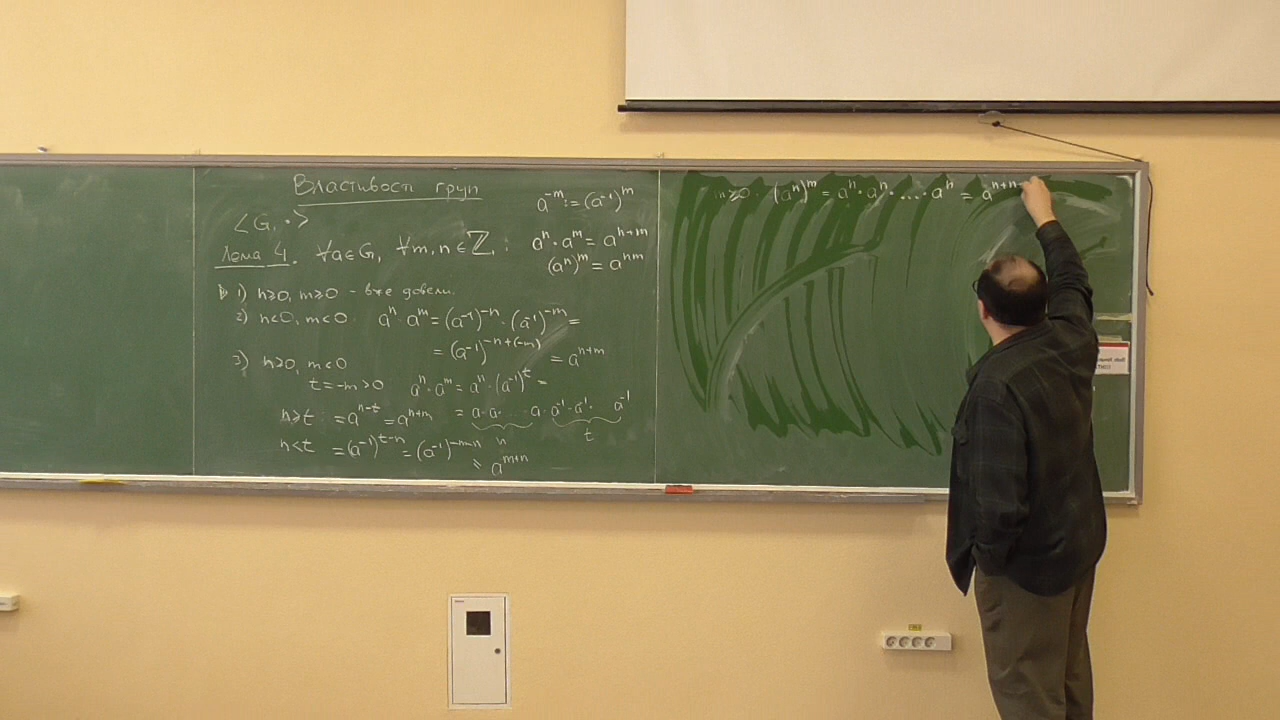 Властивості груп
⟨G, ·⟩
a⁻ᵐ := (a⁻¹)ᵐ
Лема 4. ∀a∈G, ∀m,n∈ℤ :
aⁿ · aᵐ = aⁿ⁺ᵐ
(aⁿ)ᵐ = aⁿᵐ
1) n≥0, m≥0 - вже довели.
2) n<0, m<0 aⁿ · aᵐ = (a⁻¹)⁻ⁿ · (a⁻¹)⁻ᵐ =
= (a⁻¹)⁻ⁿ⁺⁽⁻ᵐ⁾ = aⁿ⁺ᵐ
3) n≥0, m<0
t = -m > 0 aⁿ · aᵐ = aⁿ · (a⁻¹)ᵗ =
= a·a· ... ·a·a⁻¹·a⁻¹· a⁻¹
n t
n≥t : = aⁿ⁻ᵗ = aⁿ⁺ᵐ
n<t = (a⁻¹)ᵗ⁻ⁿ = (a⁻¹)⁻ᵐ⁻ⁿ
= aᵐ⁺ⁿ
m≥0 (aⁿ)ᵐ = aⁿ · aⁿ · ... · aⁿ = aⁿ⁺ⁿ